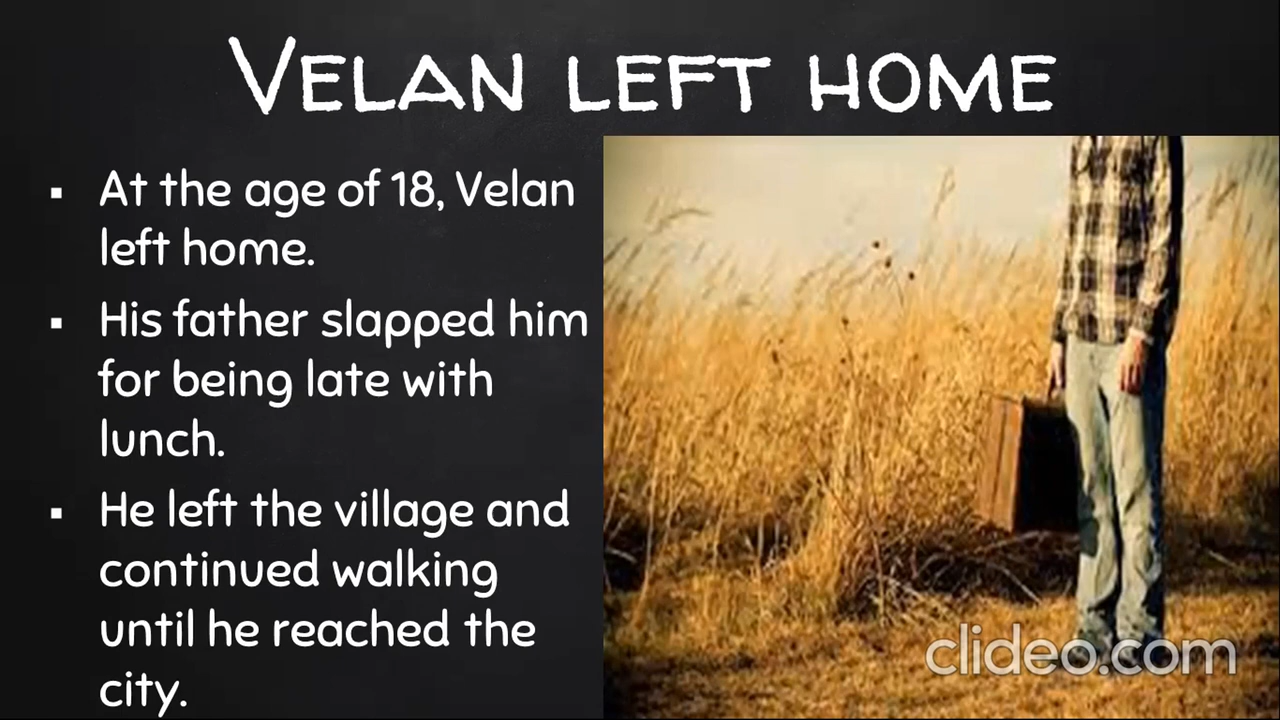 VELAN LEFT HOME
▪ At the age of 18, Velan
left home.
▪ His father slapped him
for being late with
lunch.
▪ He left the village and
continued walking
until he reached the
city.
clideo.com